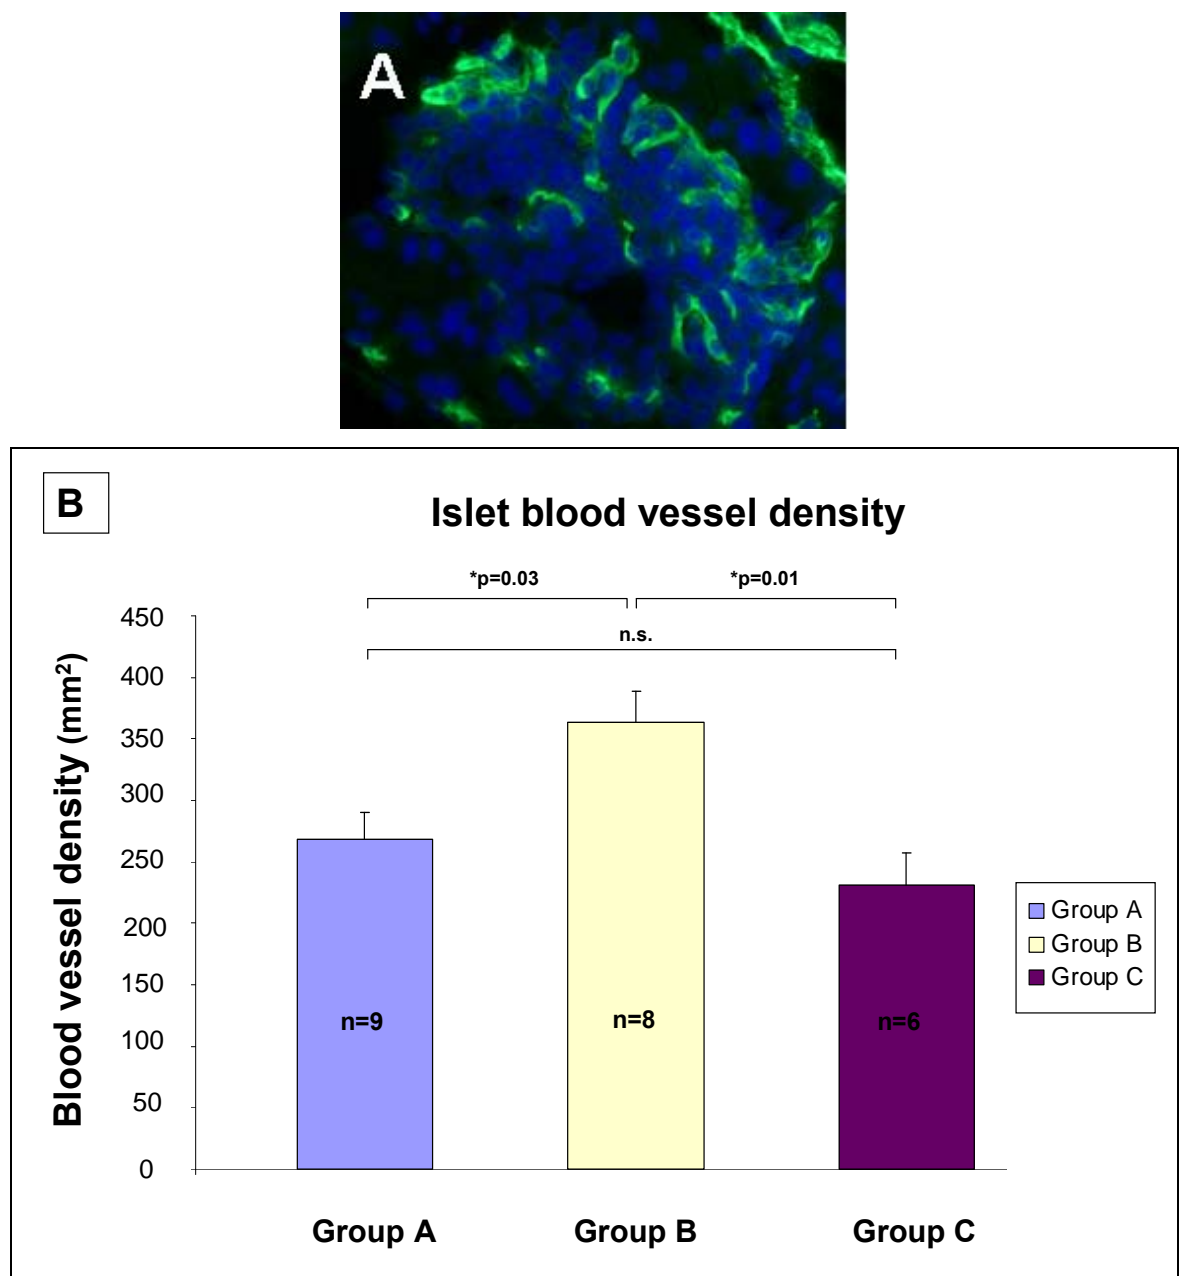 A
B
Islet blood vessel density
*p=0.03 *p=0.01
n.s.
Blood vessel density (mm²)
450
400
350
300
250
200
150
100
50
0
n=9 n=8 n=6
Group A
Group B
Group C
Group A Group B Group C